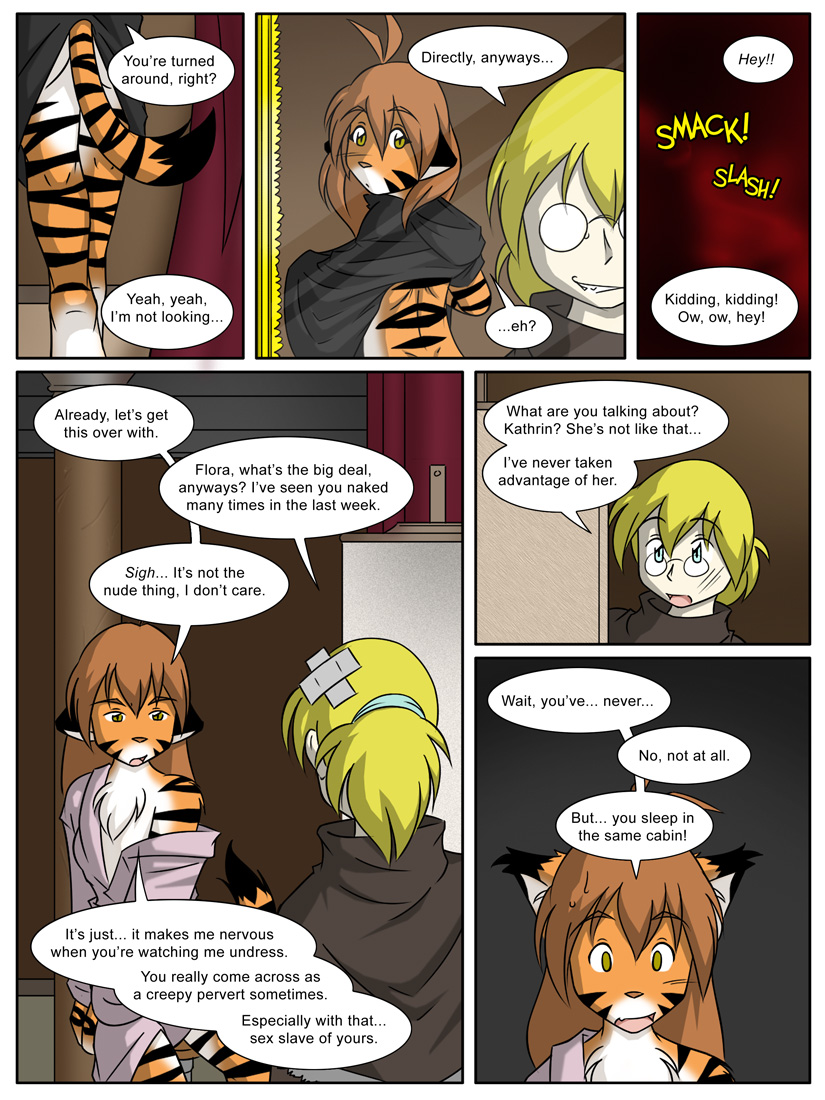 You're turned
around, right?
Yeah, yeah,
I'm not looking...
Directly, anyways...
...eh?
Hey!!
SMACK!
SLASH!
Kidding, kidding!
Ow, ow, hey!
Already, let's get
this over with.
Flora, what's the big deal,
anyways? I've seen you naked
many times in the last week.
Sigh... It's not the
nude thing, I don't care.
It's just... it makes me nervous
when you're watching me undress.
You really come across as
a creepy pervert sometimes.
Especially with that...
sex slave of yours.
What are you talking about?
Kathrin? She's not like that...
I've never taken
advantage of her.
Wait, you've... never...
No, not at all.
But... you sleep in
the same cabin!